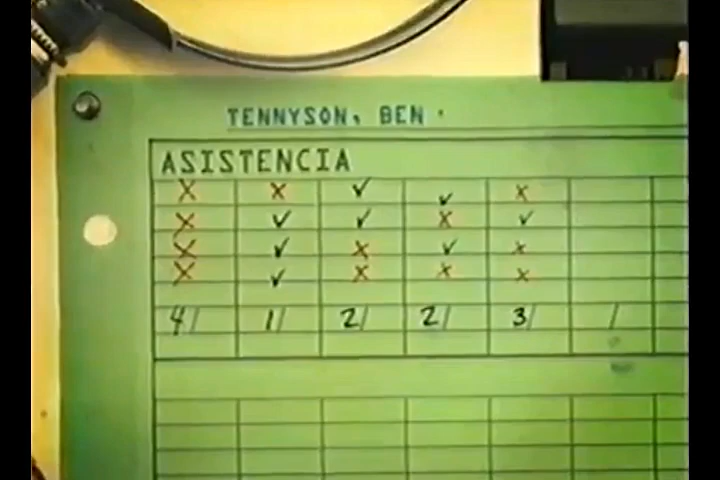 TENNYSON, BEN
ASISTENCIA
X X ✓ ✓ X
X ✓ ✓ X ✓
X ✓ X ✓ X
X ✓ X X X
4/ 1/ 2/ 2/ 3/ /